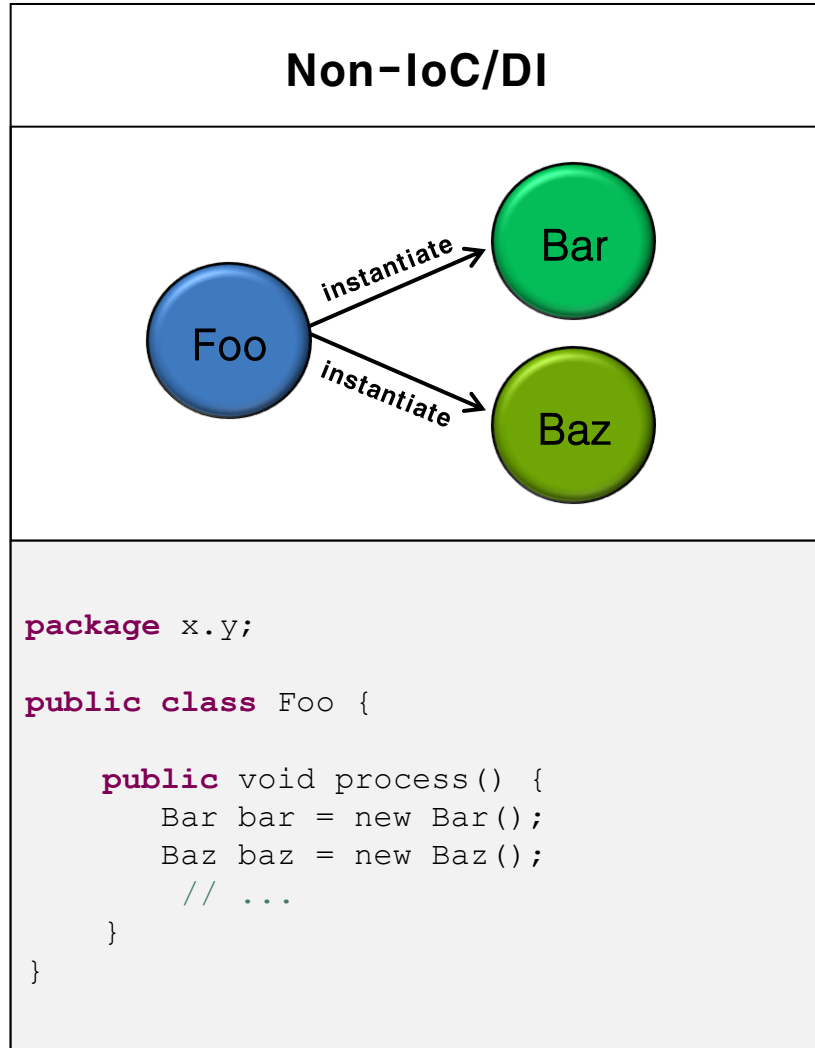 Non-IoC/DI
instantiate
Bar
Foo
instantiate
Baz
package x.y;
public class Foo {
public void process() {
Bar bar = new Bar();
Baz baz = new Baz();
// ...
}
}